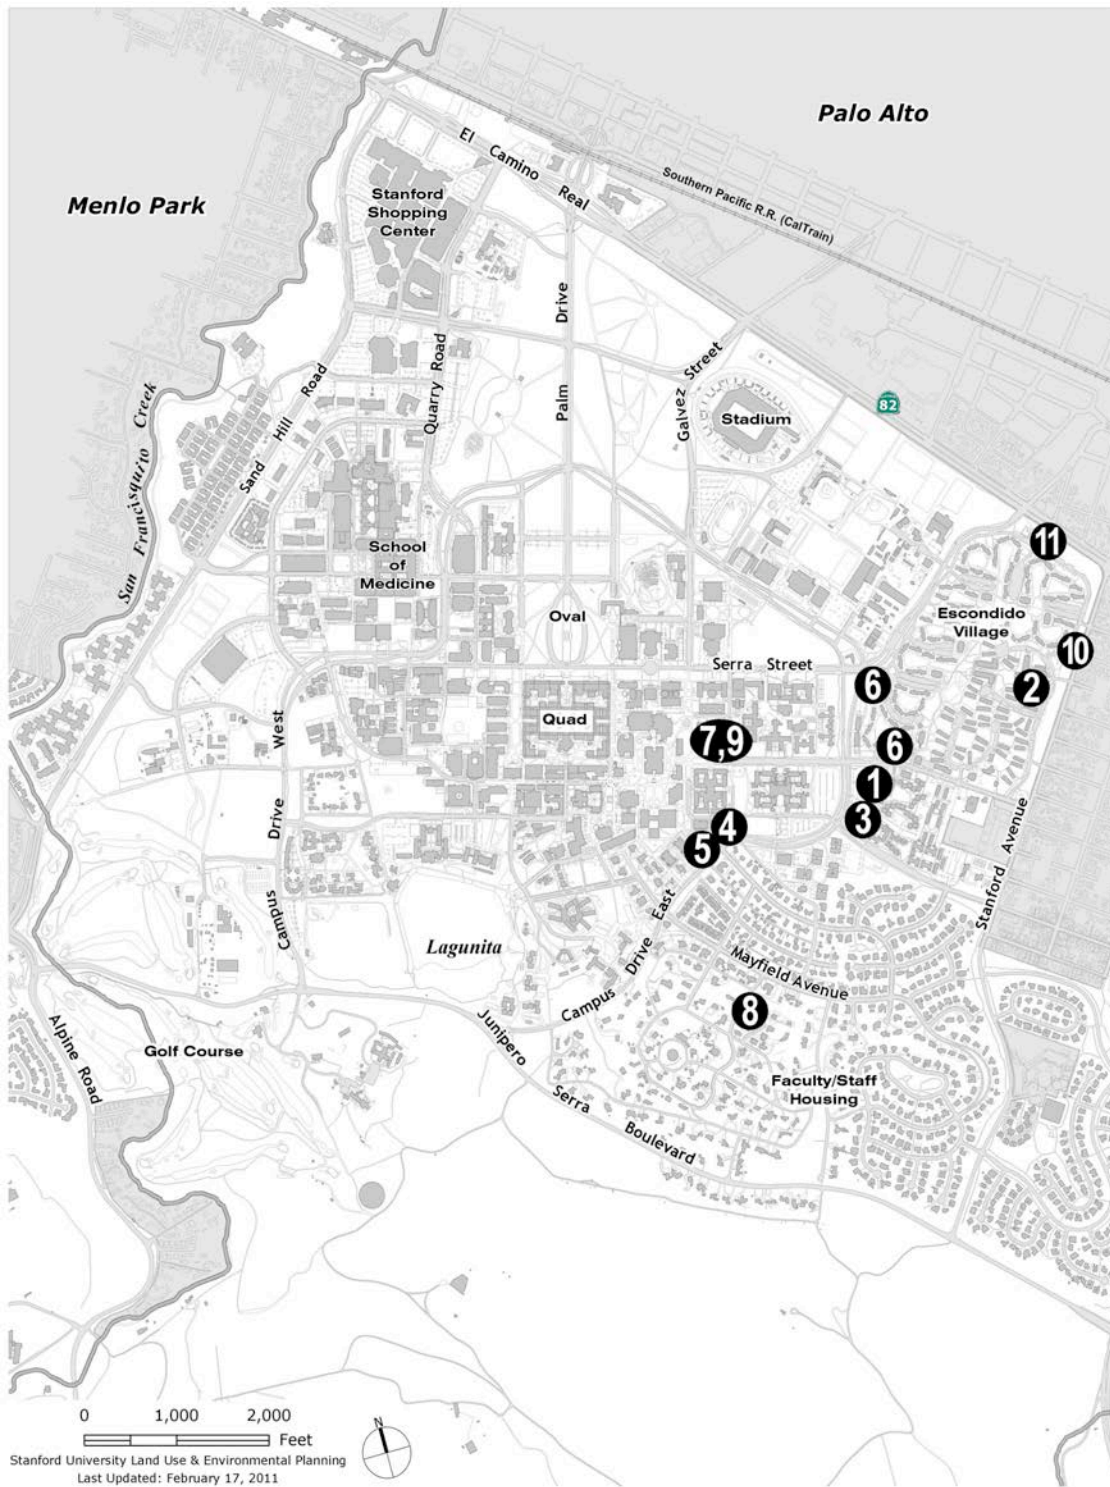 Palo Alto
Menlo Park
El Camino Real
Southern Pacific R.R. (CalTrain)
Stanford
Shopping
Center
Palm Drive
Galvez Street
Quarry Road
Sand Hill Road
San Francisquito Creek
82
Stadium
School
of
Medicine
11
Escondido
Village
Oval
Serra Street
10
6
2
Quad
7,9
6
1
3
4
5
Campus Drive West
Stanford Avenue
Lagunita
Campus Drive East
Mayfield Avenue
8
Alpine Road
Golf Course
Junipero Serra Boulevard
Faculty/Staff
Housing
0 1,000 2,000
Feet
N
Stanford University Land Use & Environmental Planning
Last Updated: February 17, 2011